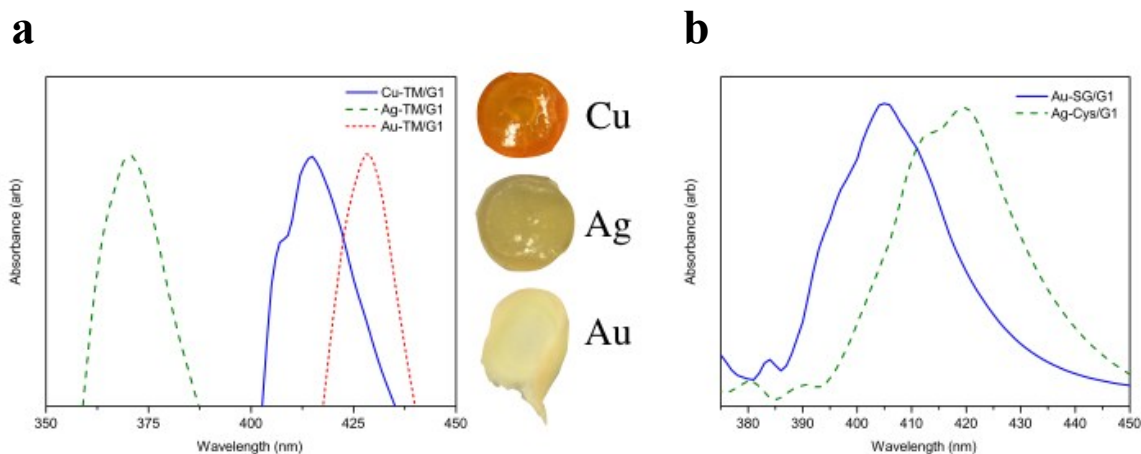 a
b
Absorbance (arb)
Cu-TM/G1
Ag-TM/G1
Au-TM/G1
350
375
400
425
450
Wavelength (nm)
Cu
Ag
Au
Absorbance (arb)
Au-SG/G1
Ag-Cys/G1
380
390
400
410
420
430
440
450
Wavelength (nm)